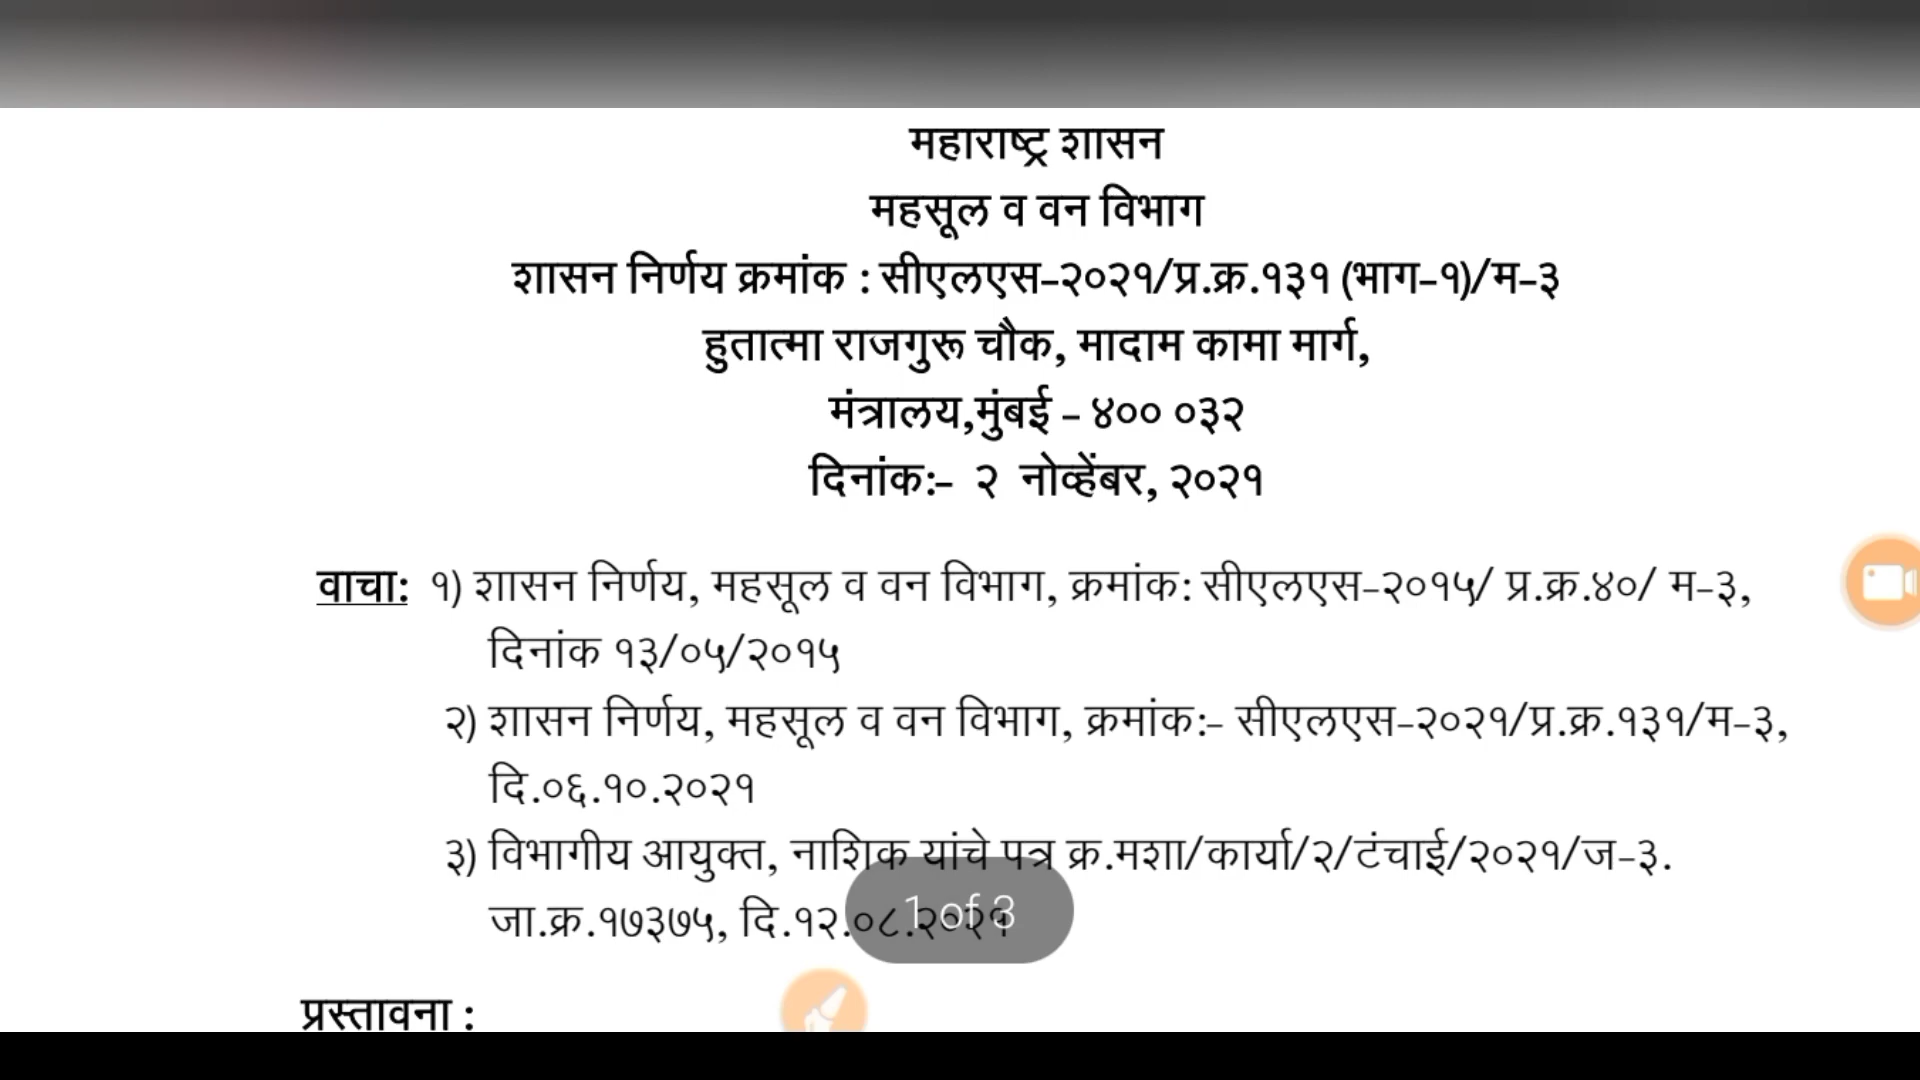 महाराष्ट्र शासन
महसूल व वन विभाग
शासन निर्णय क्रमांक : सीएलएस-२०२१/प्र.क्र.१३१ (भाग-१)/म-३
हुतात्मा राजगुरू चौक, मादाम कामा मार्ग,
मंत्रालय,मुंबई - ४०० ०३२
दिनांक:- २ नोव्हेंबर, २०२१
वाचा: १) शासन निर्णय, महसूल व वन विभाग, क्रमांक: सीएलएस-२०१५/ प्र.क्र.४०/ म-३,
दिनांक १३/०५/२०१५
२) शासन निर्णय, महसूल व वन विभाग, क्रमांक:- सीएलएस-२०२१/प्र.क्र.१३१/म-३,
दि.०६.१०.२०२१
३) विभागीय आयुक्त, नाशिक यांचे पत्र क्र.मशा/कार्या/२/टंचाई/२०२१/ज-३.
जा.क्र.१७३७५, दि.१२.०८.२०२१
1 of 3
प्रस्तावना :